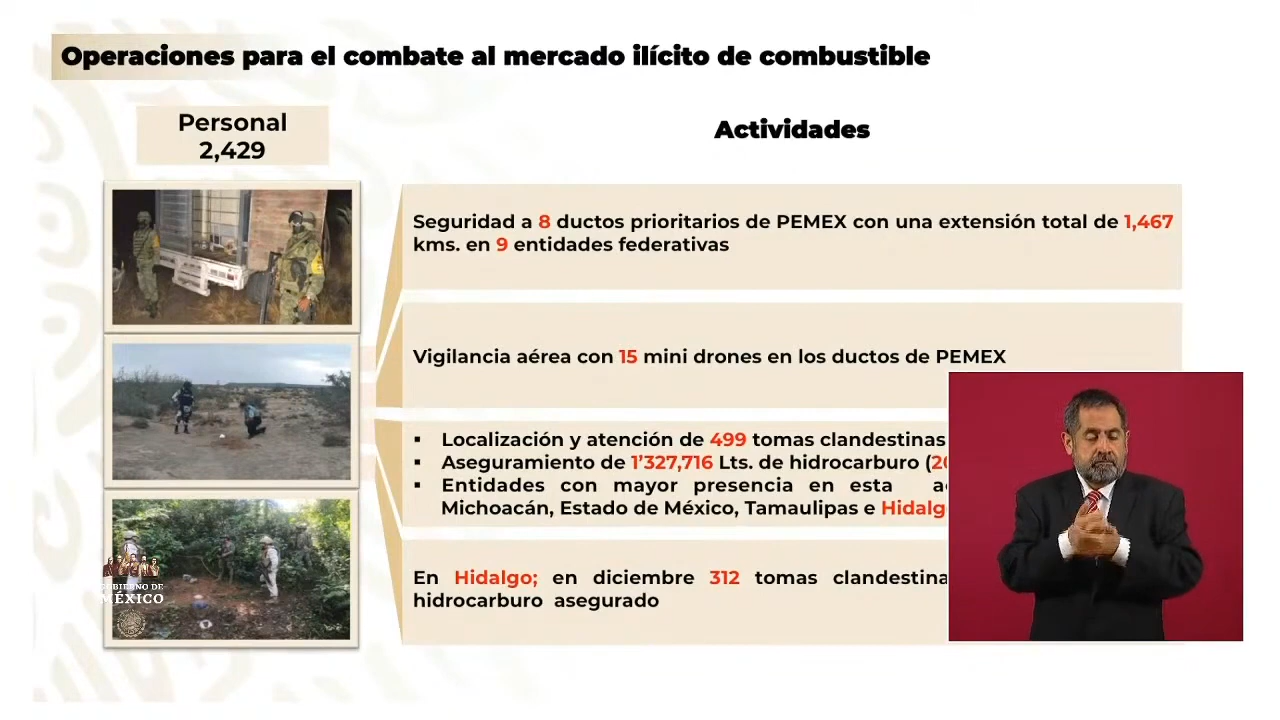 Operaciones para el combate al mercado ilícito de combustible
Personal
2,429
Actividades
Seguridad a 8 ductos prioritarios de PEMEX con una extensión total de 1,467
kms. en 9 entidades federativas
Vigilancia aérea con 15 mini drones en los ductos de PEMEX
▪ Localización y atención de 499 tomas clandestinas
▪ Aseguramiento de 1’327,716 Lts. de hidrocarburo (
▪ Entidades con mayor presencia en esta
Michoacán, Estado de México, Tamaulipas e
En Hidalgo; en diciembre 312 tomas
hidrocarburo asegurado
GOBIERNO DE
MÉXICO